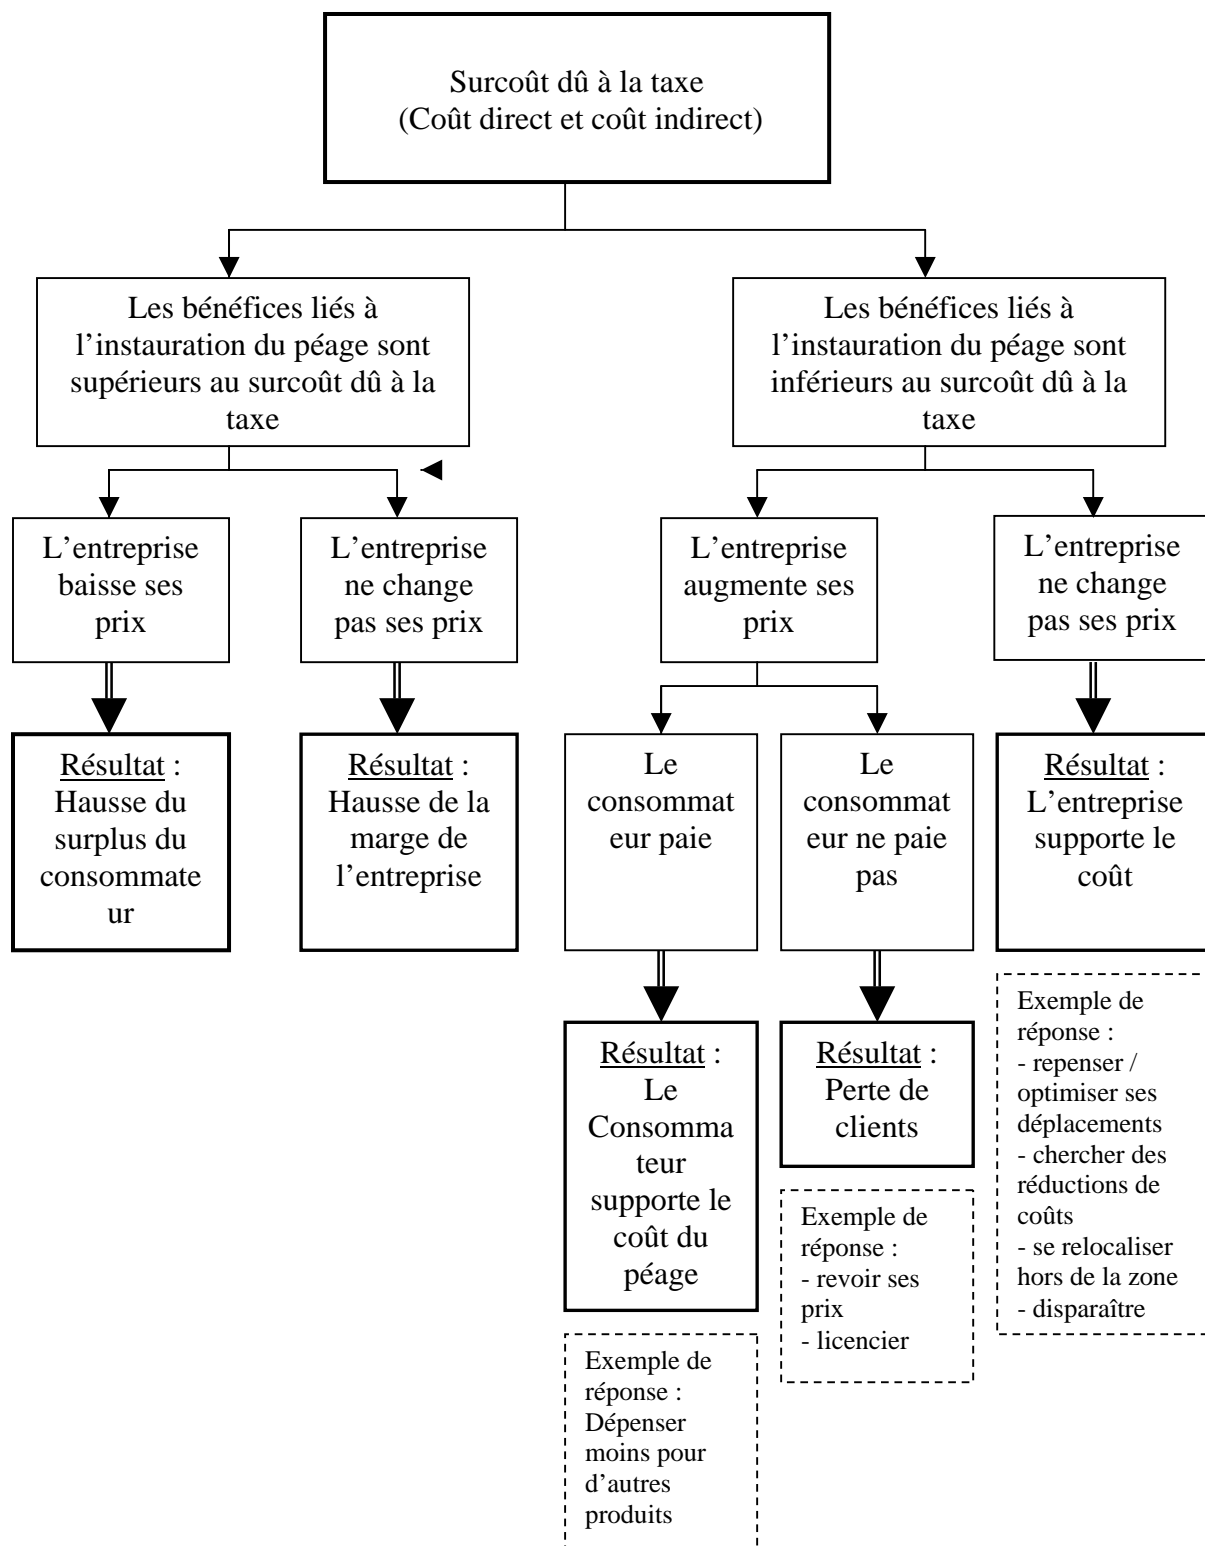 Surcoût dû à la taxe
(Coût direct et coût indirect)
Les bénéfices liés à
l’instauration du péage sont
supérieurs au surcoût dû à la
taxe
Les bénéfices liés à
l’instauration du péage sont
inférieurs au surcoût dû à la
taxe
L’entreprise
baisse ses
prix
L’entreprise
ne change
pas ses prix
L’entreprise
augmente ses
prix
L’entreprise
ne change
pas ses prix
Résultat :
Hausse du
surplus du
consommate
ur
Résultat :
Hausse de la
marge de
l’entreprise
Le
consommat
eur paie
Le
consommat
eur ne paie
pas
Résultat :
L’entreprise
supporte le
coût
Résultat :
Le
Consomma
teur
supporte le
coût du
péage
Résultat :
Perte de
clients
Exemple de
réponse :
- repenser /
optimiser ses
déplacements
- chercher des
réductions de
coûts
- se relocaliser
hors de la zone
- disparaître
Exemple de
réponse :
- revoir ses
prix
- licencier
Exemple de
réponse :
Dépenser
moins pour
d’autres
produits